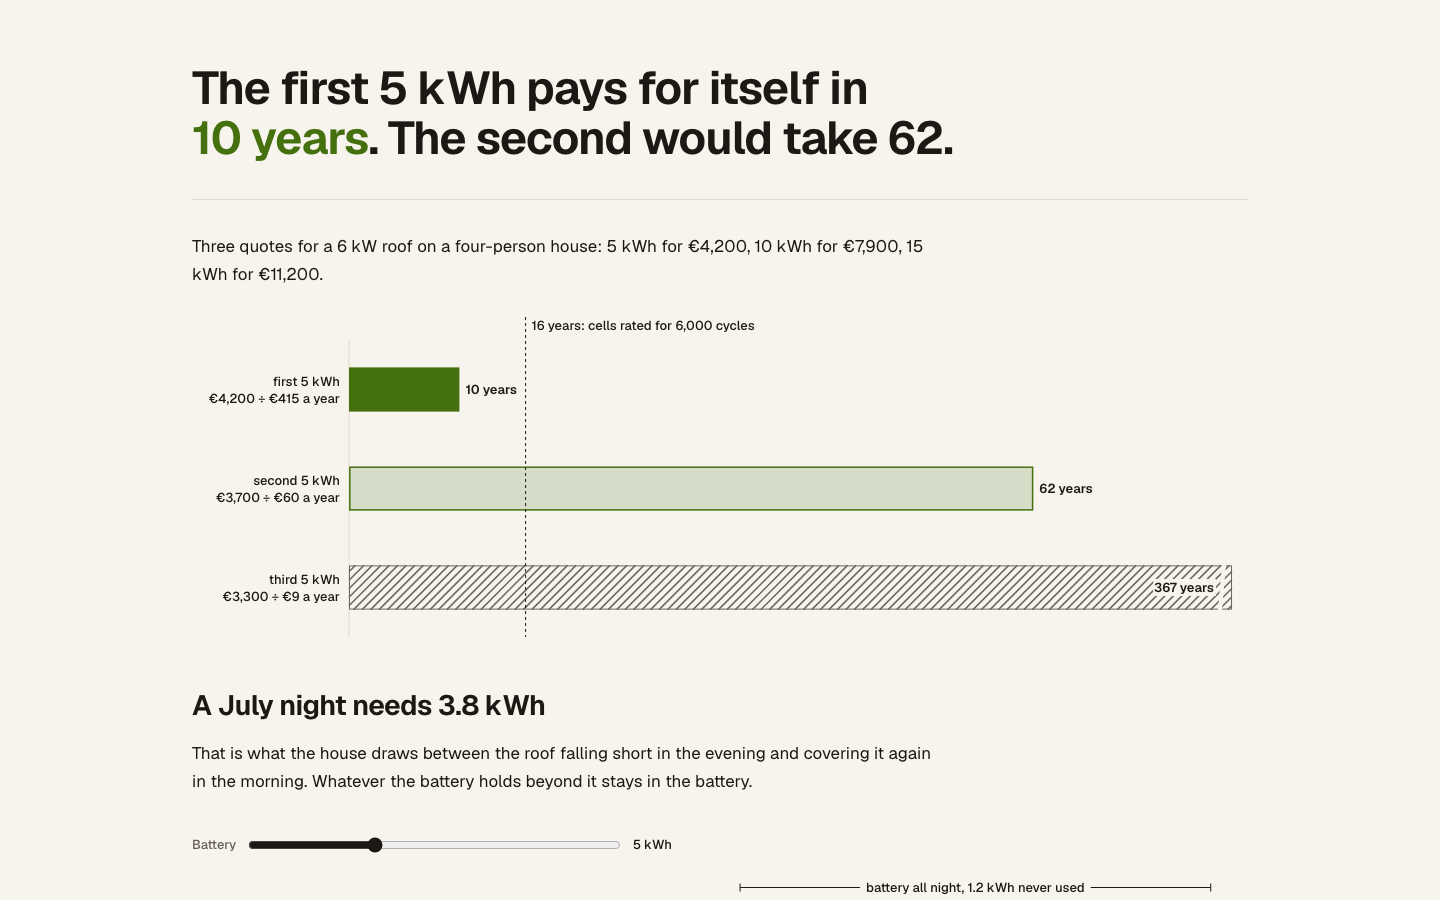 The first 5 kWh pays for itself in
10 years. The second would take 62.
Three quotes for a 6 kW roof on a four-person house: 5 kWh for €4,200, 10 kWh for €7,900, 15
kWh for €11,200.
16 years: cells rated for 6,000 cycles
first 5 kWh
€4,200 ÷ €415 a year
10 years
second 5 kWh
€3,700 ÷ €60 a year
62 years
third 5 kWh
€3,300 ÷ €9 a year
367 years
A July night needs 3.8 kWh
That is what the house draws between the roof falling short in the evening and covering it again
in the morning. Whatever the battery holds beyond it stays in the battery.
Battery
5 kWh
battery all night, 1.2 kWh never used